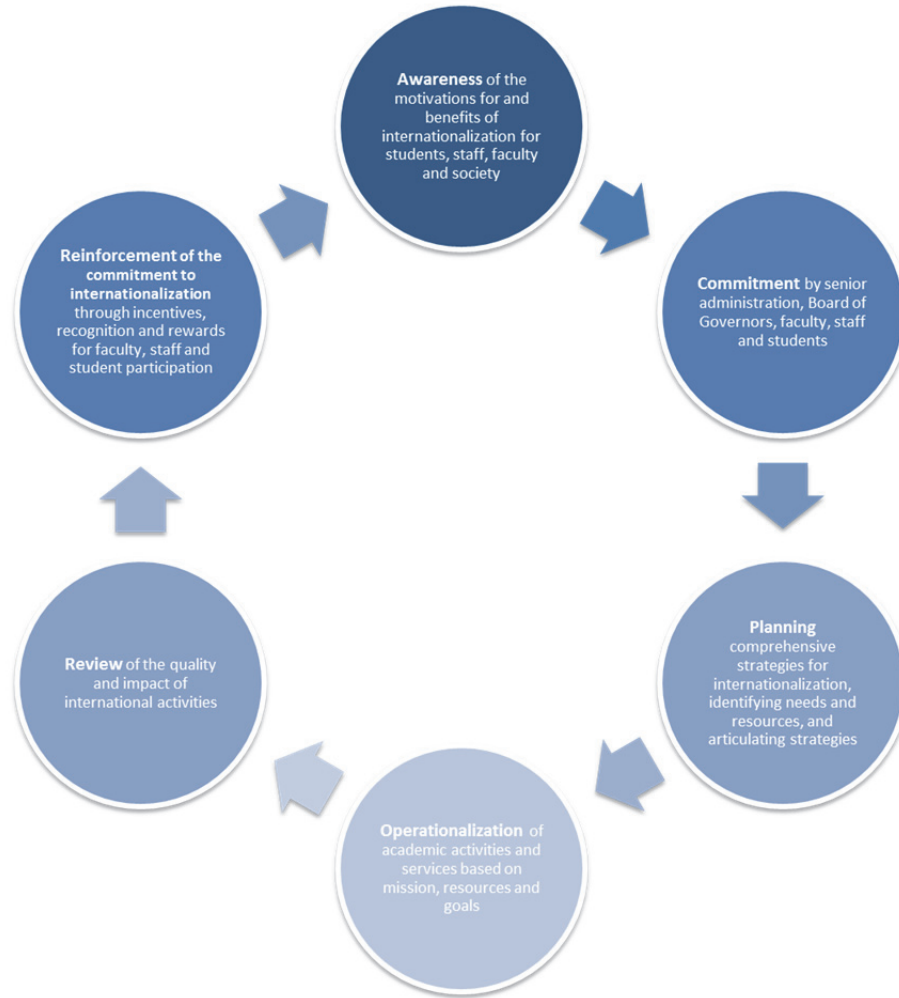 Awareness of the
motivations for and
benefits of
internationalization for
students, staff, faculty
and society
Commitment by senior
administration, Board of
Governors, faculty, staff
and students
Planning
comprehensive
strategies for
internationalization,
identifying needs and
resources, and
articulating strategies
Operationalization of
academic activities and
services based on
mission, resources and
goals
Review of the quality
and impact of
international activities
Reinforcement of the
commitment to
internationalization
through incentives,
recognition and rewards
for faculty, staff and
student participation